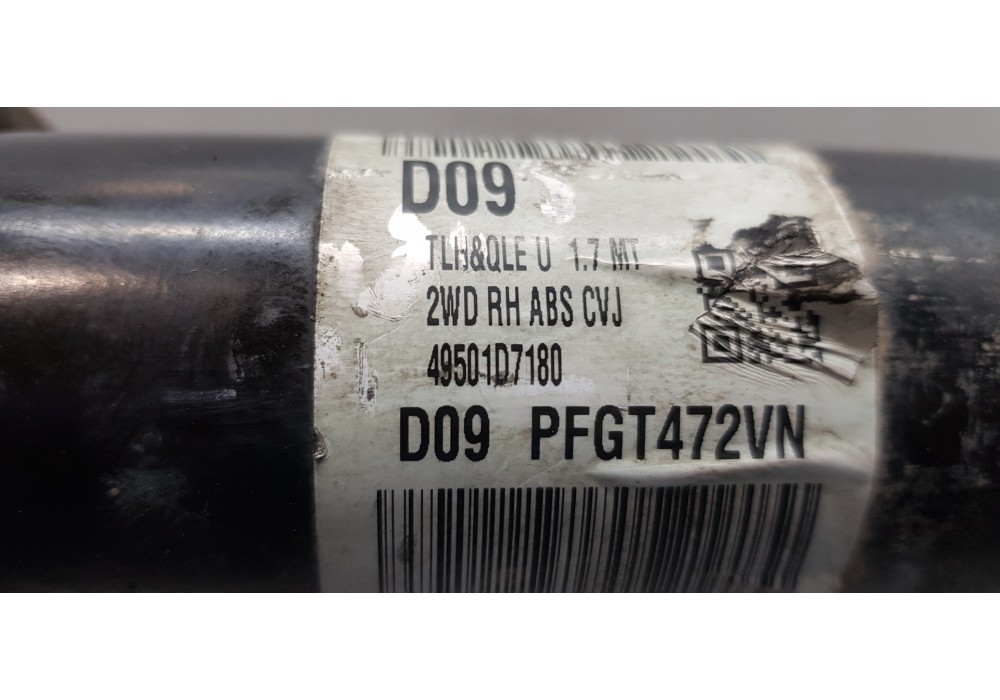 D09
TLH&QLE U 1.7 MT
2WD RH ABS CVJ
49501D7180
D09 PFGT472VN